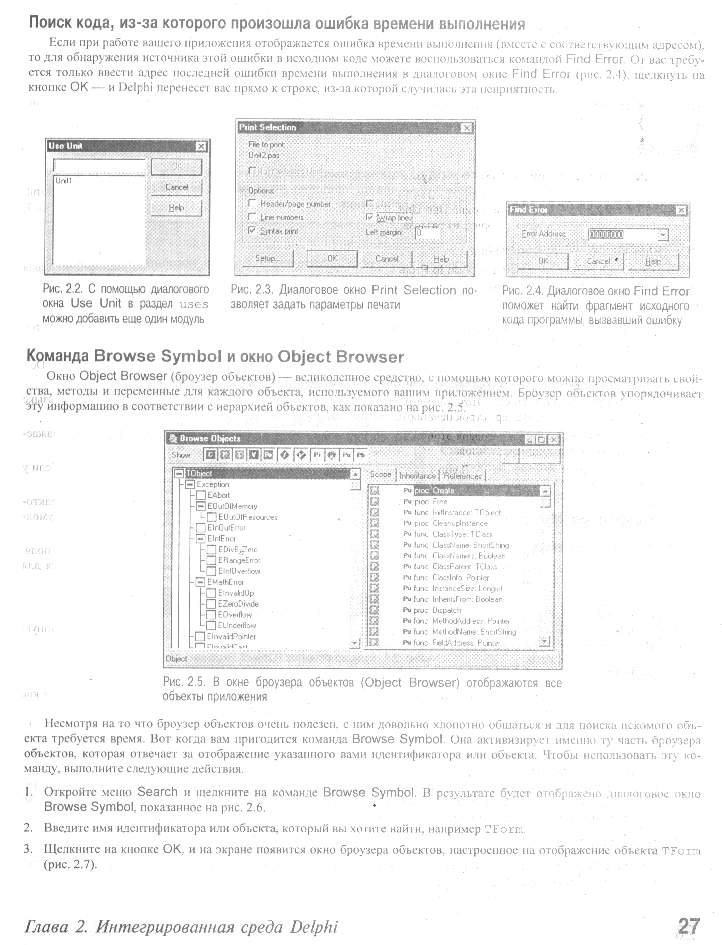 Поиск кода, из-за которого произошла ошибка времени выполнения
Если при работе вашего приложения отображается ошибка времени выполнения (вместе с соответствующим адресом),
то для обнаружения источника этой ошибки в исходном коде можете воспользоваться командой Find Error. От вас требу-
ется только ввести адрес последней ошибки времени выполнения в диалоговом окне Find Error (рис. 2.4), щелкнуть на
кнопке OK — и Delphi перенесет вас прямо к строке, из-за которой случилась эта неприятность.
Use Unit
OK
Unit1
Cancel
Help
Print Selection
File to print:
Unit2.pas
Options:
Header/page number
Line numbers
Wrap lines
Syntax print
Left margin: 0
Setup...
OK
Cancel
Help
Find Error
Error Address: 00000000
OK
Cancel
Help
Рис. 2.2. С помощью диалогового
окна Use Unit в раздел uses
можно добавить еще один модуль
Рис. 2.3. Диалоговое окно Print Selection по-
зволяет задать параметры печати
Рис. 2.4. Диалоговое окно Find Error
поможет найти фрагмент исходного
кода программы, вызвавший ошибку
Команда Browse Symbol и окно Object Browser
Окно Object Browser (броузер объектов) — великолепное средство, с помощью которого можно просматривать свой-
ства, методы и переменные для каждого объекта, используемого вашим приложением. Броузер объектов упорядочивает
эту информацию в соответствии с иерархией объектов, как показано на рис. 2.5.
Browse Objects
Show:
TObject
Exception
EAbort
EOutOfMemory
EOutOfResources
EInOutError
EIntError
EDivByZero
ERangeError
EIntOverflow
EMathError
EInvalidOp
EZeroDivide
EOverflow
EUnderflow
EInvalidPointer
EInvalidCast
Scope Inheritance References
Pu proc Create
Pu proc Free
Pu func InitInstance: TObject
Pu proc CleanupInstance
Pu func ClassType: TClass
Pu func ClassName: ShortString
Pu func ClassNameIs: Boolean
Pu func ClassParent: TClass
Pu func ClassInfo: Pointer
Pu func InstanceSize: Longint
Pu func InheritsFrom: Boolean
Pu proc Dispatch
Pu func MethodAddress: Pointer
Pu func MethodName: ShortString
Pu func FieldAddress: Pointer
Object
Рис. 2.5. В окне броузера объектов (Object Browser) отображаются все
объекты приложения
Несмотря на то что броузер объектов очень полезен, с ним довольно хлопотно общаться и для поиска искомого объ-
екта требуется время. Вот когда вам пригодится команда Browse Symbol. Она активизирует именно ту часть броузера
объектов, которая отвечает за отображение указанного вами идентификатора или объекта. Чтобы использовать эту ко-
манду, выполните следующие действия.
1. Откройте меню Search и щелкните на команде Browse Symbol. В результате будет отображено диалоговое окно
Browse Symbol, показанное на рис. 2.6.
2. Введите имя идентификатора или объекта, который вы хотите найти, например TForm.
3. Щелкните на кнопке OK, и на экране появится окно броузера объектов, настроенное на отображение объекта TForm
(рис. 2.7).
Глава 2. Интегрированная среда Delphi
27